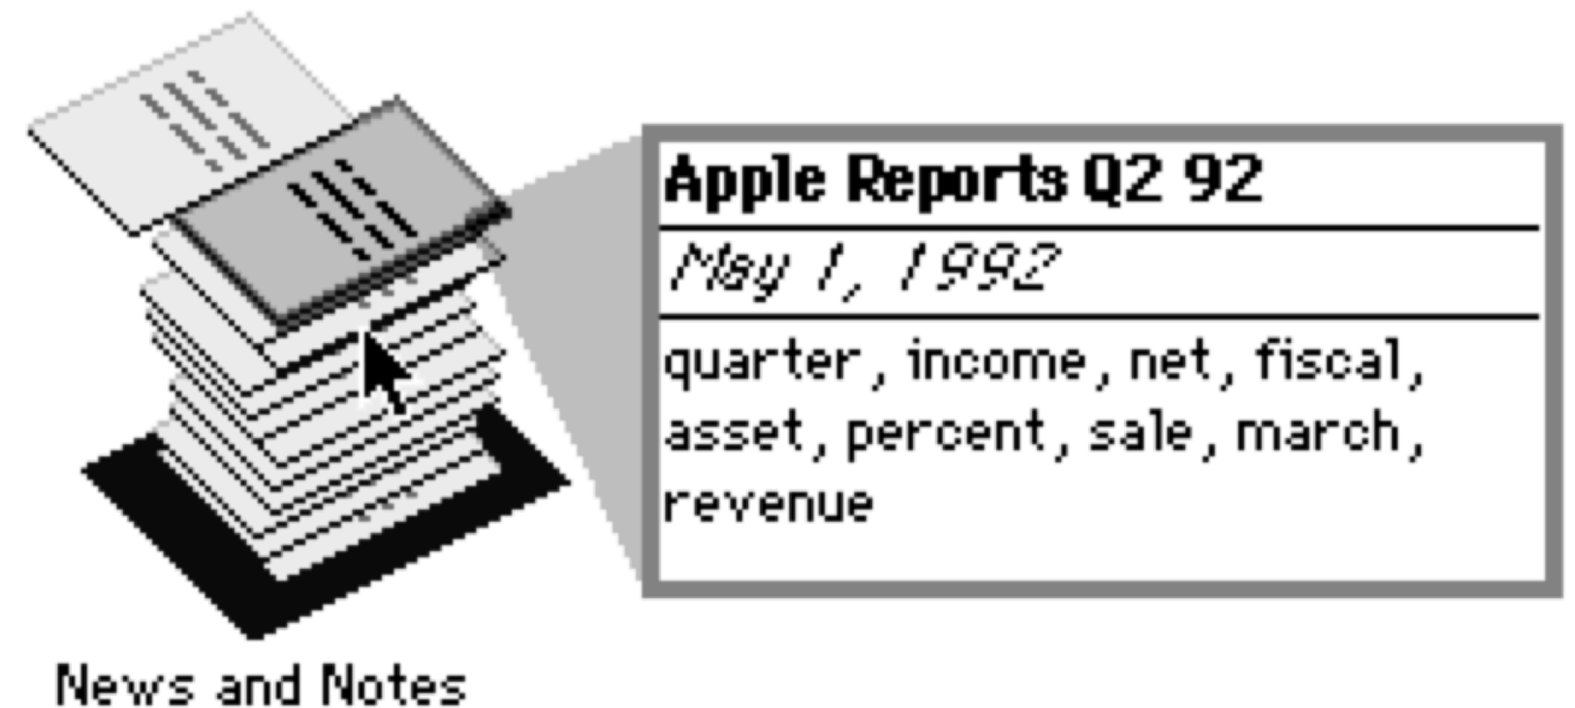 Apple Reports Q2 92
May 1, 1992
quarter, income, net, fiscal,
asset, percent, sale, march,
revenue
News and Notes